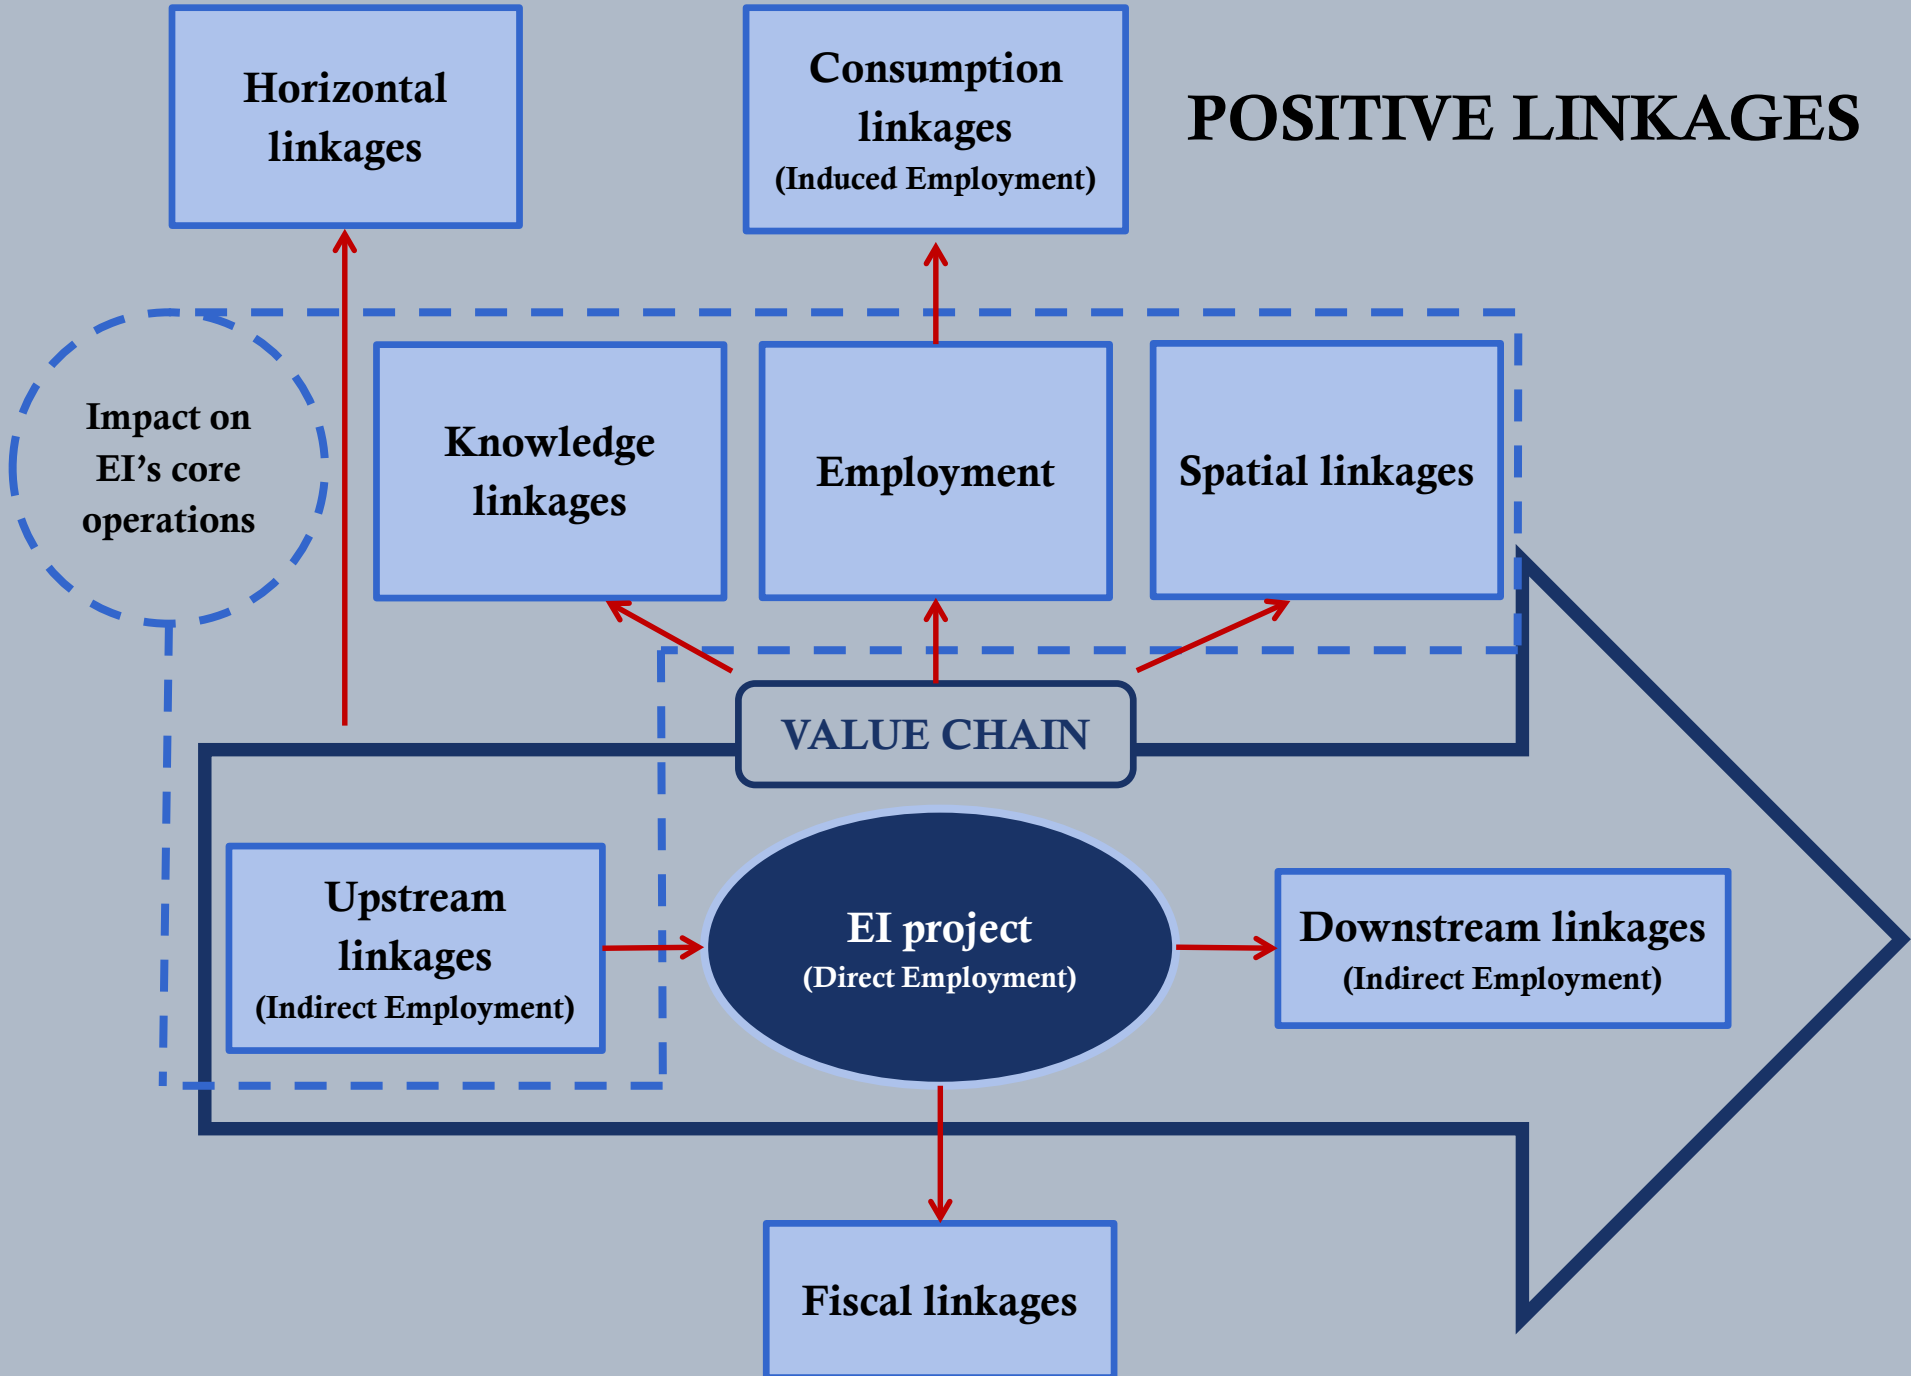 Horizontal
linkages
Consumption
linkages
(Induced Employment)
POSITIVE LINKAGES
Impact on
EI’s core
operations
Knowledge
linkages
Employment
Spatial linkages
VALUE CHAIN
Upstream
linkages
(Indirect Employment)
EI project
(Direct Employment)
Downstream linkages
(Indirect Employment)
Fiscal linkages